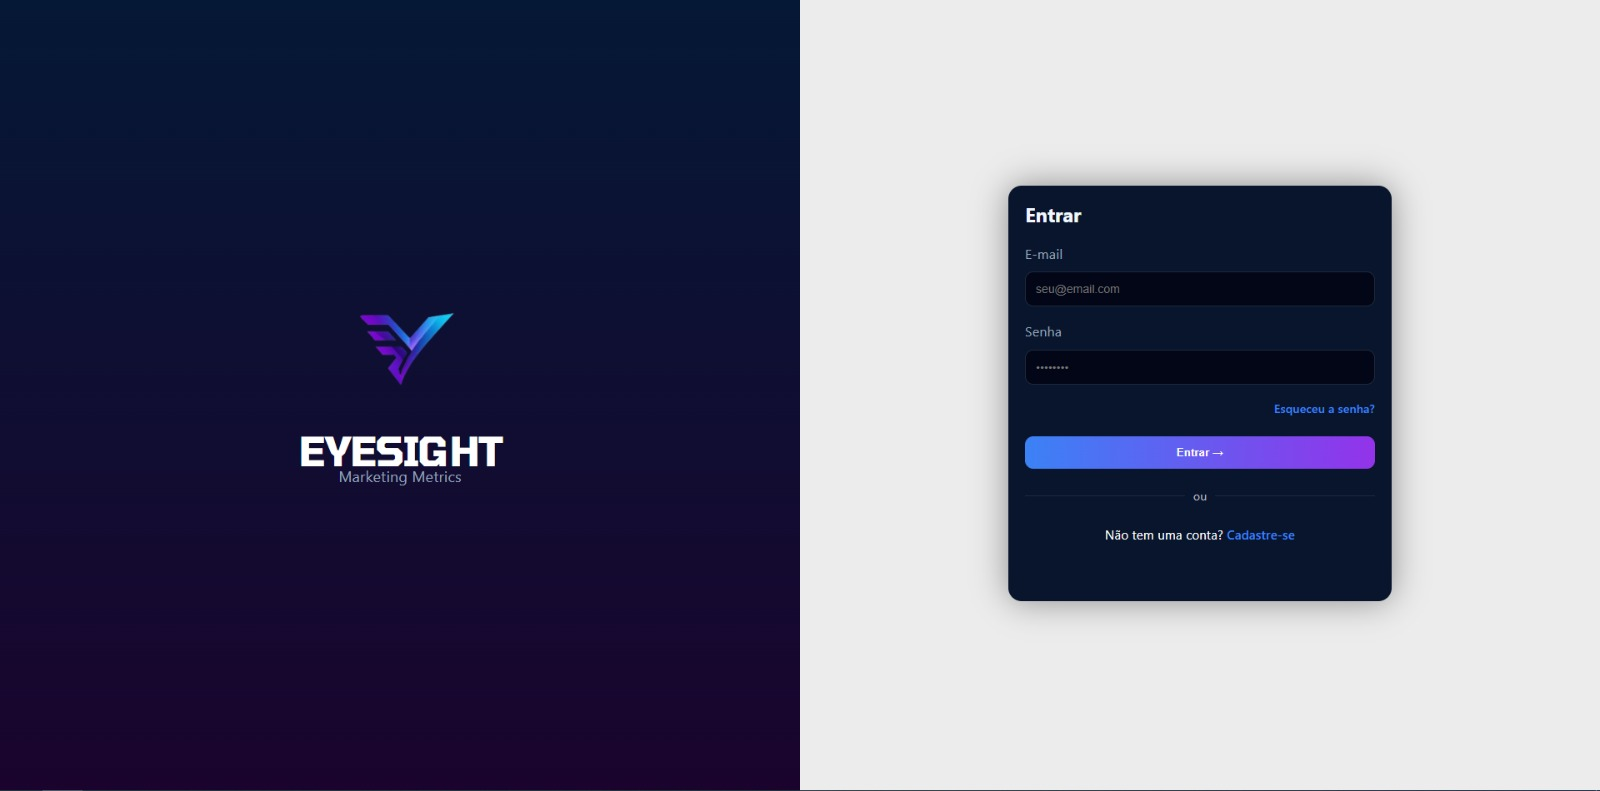 EYESIGHT
Marketing Metrics
Entrar
E-mail
seu@email.com
Senha
••••••••
Esqueceu a senha?
Entrar →
ou
Não tem uma conta? Cadastre-se